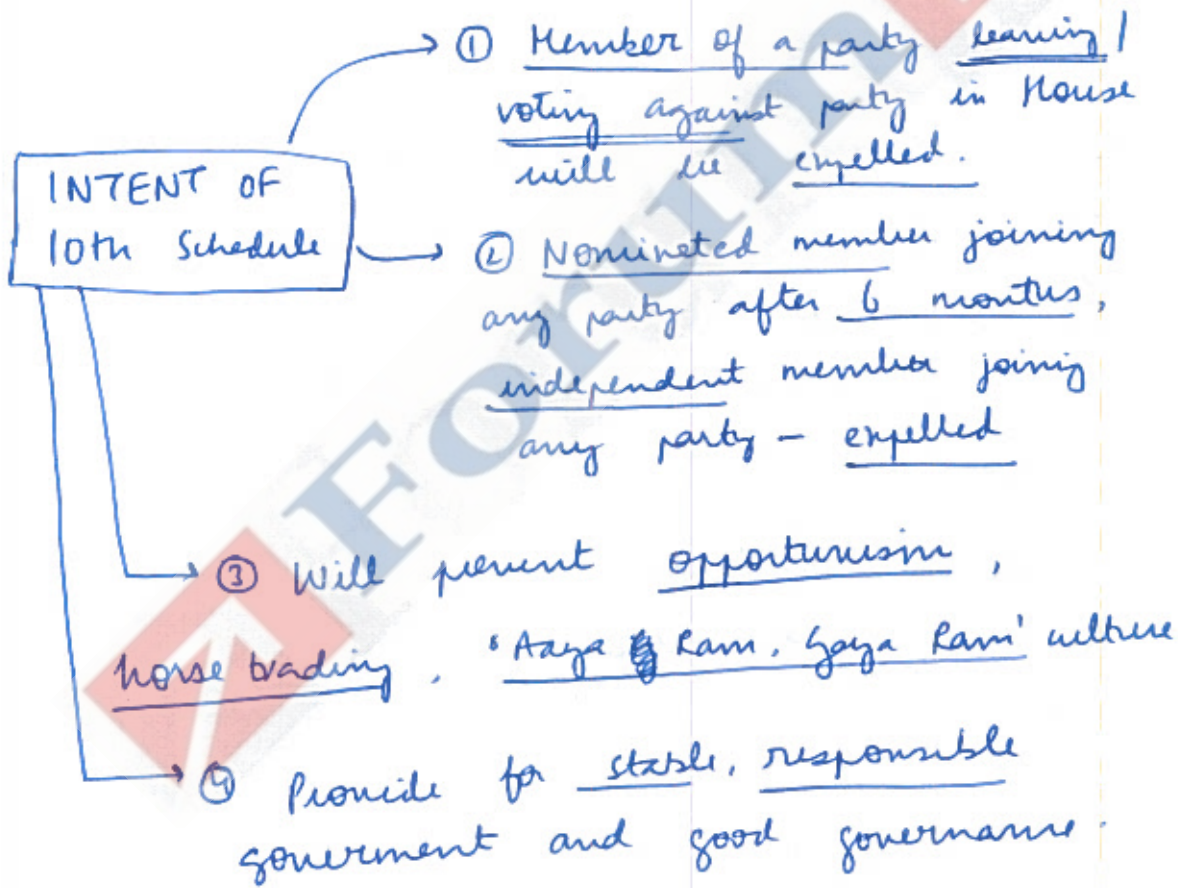 ① Member of a party leaving /
voting against party in House
will be expelled.
INTENT OF
10th Schedule
② Nominated member joining
any party after 6 months,
independent member joining
any party - expelled
③ Will prevent opportunism,
horse trading, 'Aaya Ram, Gaya Ram' culture
④ Provide for stable, responsible
government and good governance.
Forum